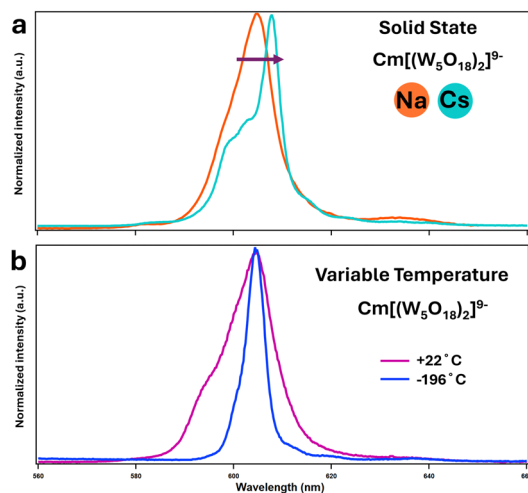 a
Solid State
Cm[(W₅O₁₈)₂]⁹⁻
Na Cs
Normalized intensity (a.u.)
b
Variable Temperature
Cm[(W₅O₁₈)₂]⁹⁻
+22˚C
-196˚C
Normalized intensity (a.u.)
560 580 600 620 640
Wavelength (nm)